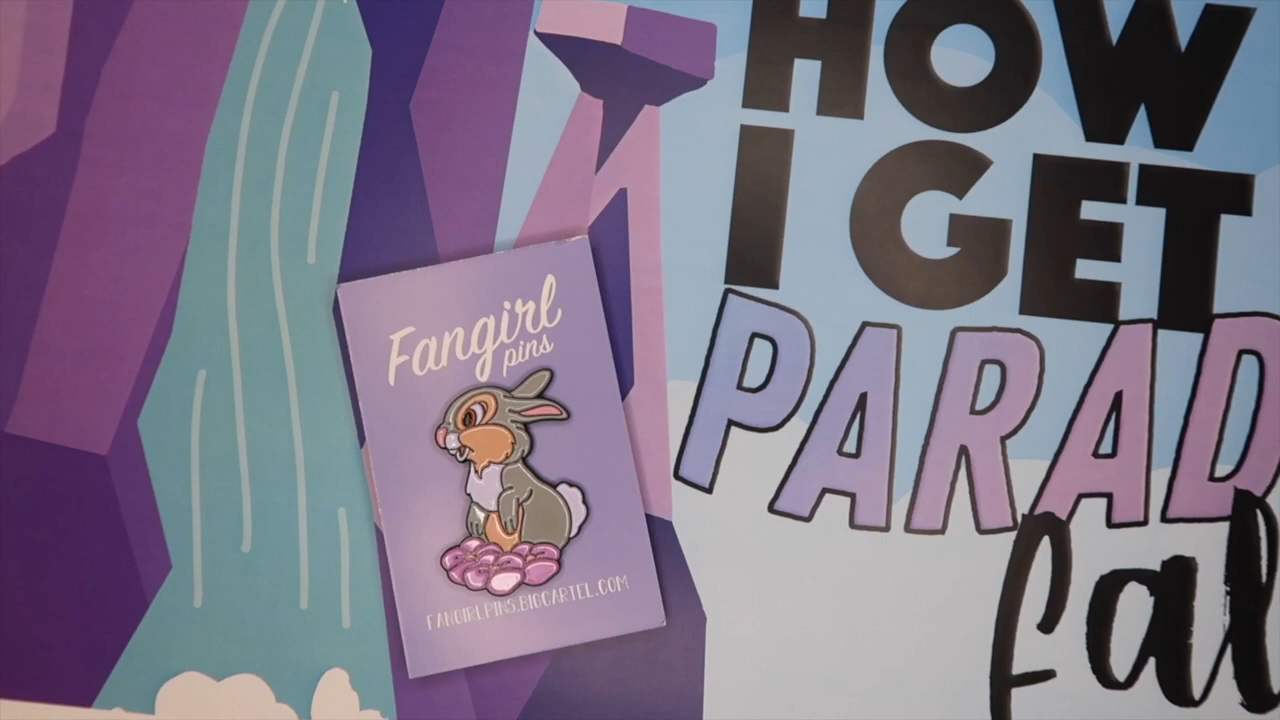 HOW
I GET
PARAD
fal
Fangirl
pins
FANGIRLPINS.BIGCARTEL.COM